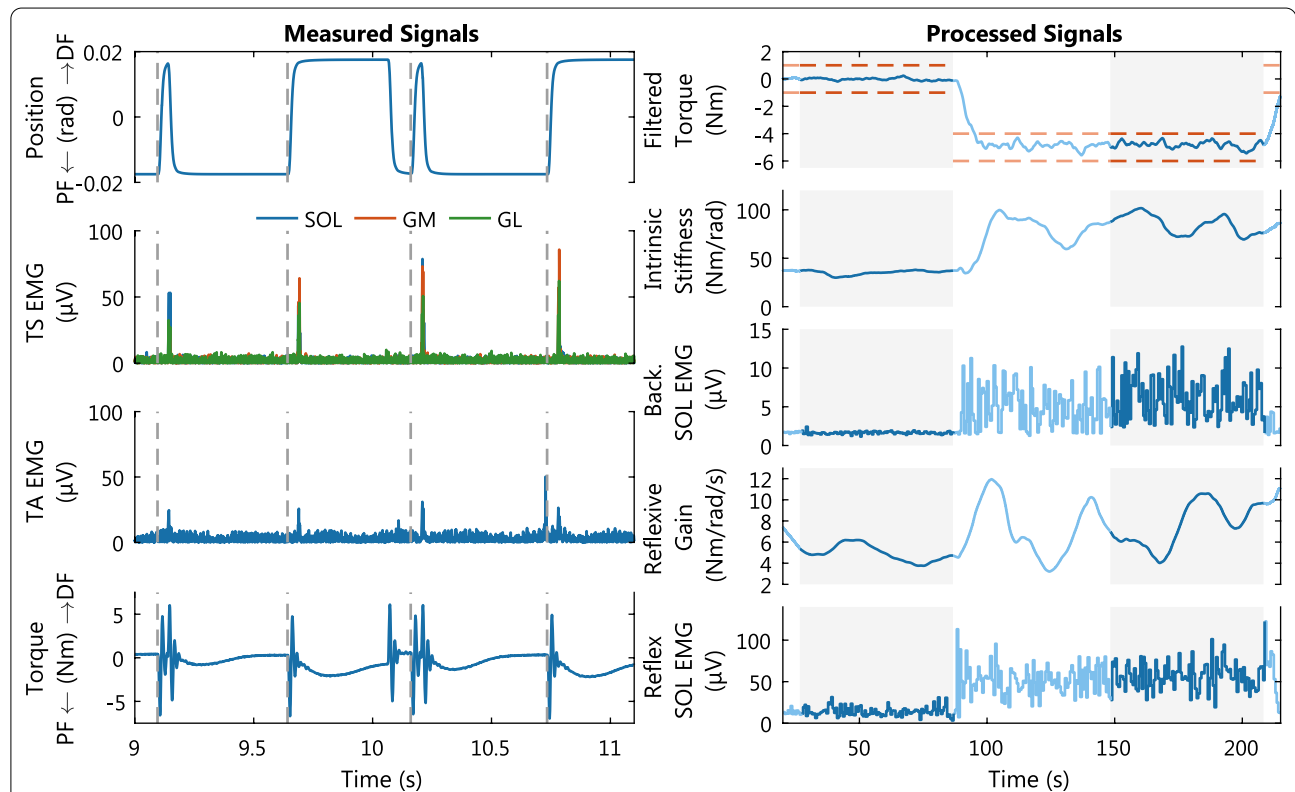 Measured Signals
Position
PF ← (rad) →DF
0.02
0
-0.02
SOL GM GL
TS EMG
(µV)
100
50
0
TA EMG
(µV)
100
50
0
Torque
PF ← (Nm) →DF
5
0
-5
9 9.5 10 10.5 11
Time (s)
Processed Signals
Filtered
Torque
(Nm)
2
0
-2
-4
-6
Intrinsic
Stiffness
(Nm/rad)
100
50
0
Back.
SOL EMG
(µV)
15
10
5
0
Reflexive
Gain
(Nm/rad/s)
12
10
8
6
4
2
Reflex
SOL EMG
(µV)
100
50
0
50 100 150 200
Time (s)